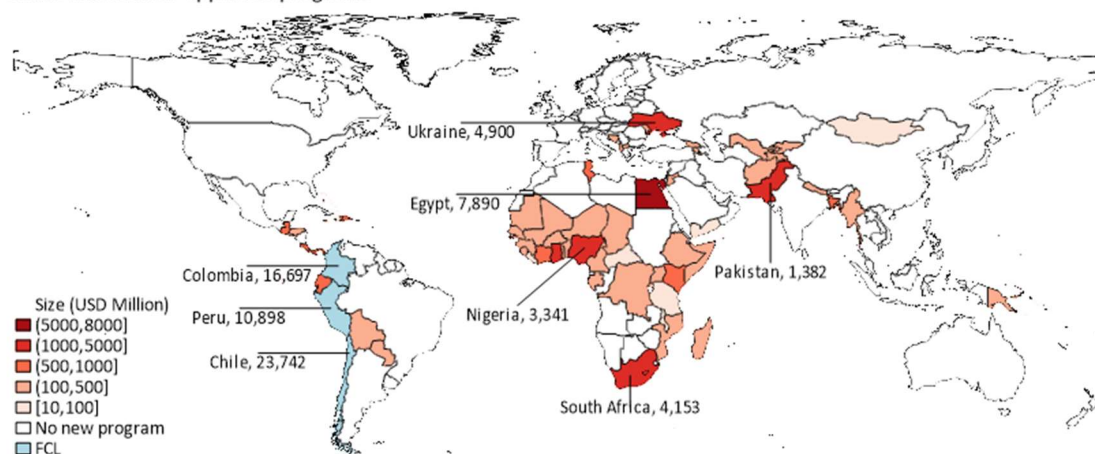 Ukraine, 4,900
Egypt, 7,890
Colombia, 16,697
Pakistan, 1,382
Peru, 10,898
Nigeria, 3,341
Chile, 23,742
South Africa, 4,153
Size (USD Million)
(5000,8000]
(1000,5000]
(500,1000]
(100,500]
[10,100]
No new program
FCL